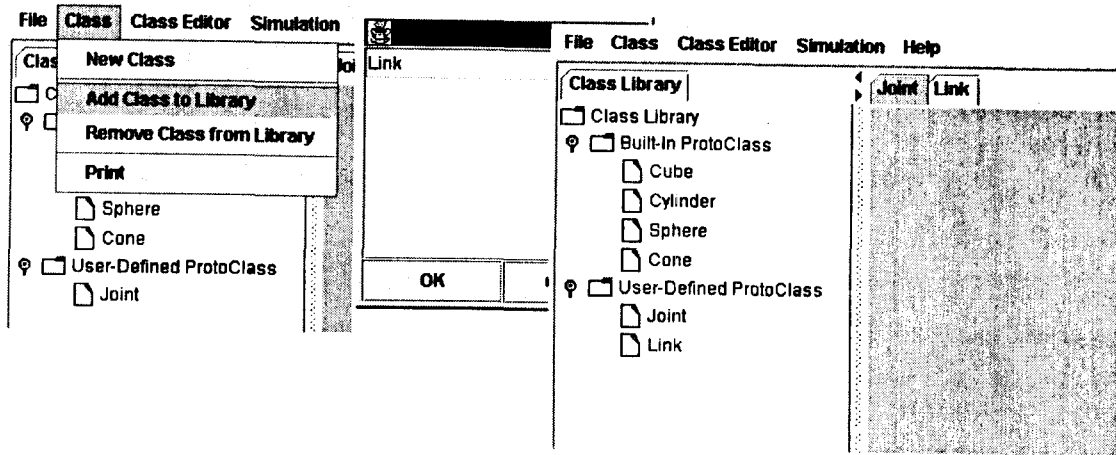 File Class Class Editor Simulation
New Class
Add Class to Library
Remove Class from Library
Print
Sphere
Cone
User-Defined ProtoClass
Joint
Link
OK
File Class Class Editor Simulation Help
Class Library
Joint Link
Class Library
Built-In ProtoClass
Cube
Cylinder
Sphere
Cone
User-Defined ProtoClass
Joint
Link